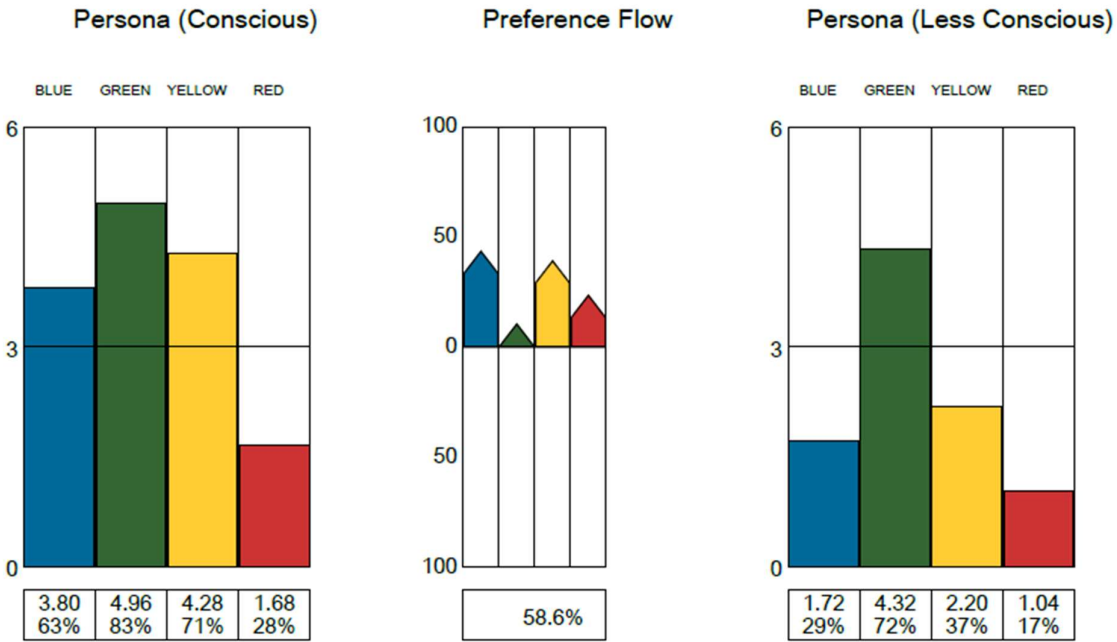 Persona (Conscious)
Preference Flow
Persona (Less Conscious)
BLUE GREEN YELLOW RED
6
3
0
3.80 4.96 4.28 1.68
63% 83% 71% 28%
100
50
0
50
100
58.6%
BLUE GREEN YELLOW RED
6
3
0
1.72 4.32 2.20 1.04
29% 72% 37% 17%